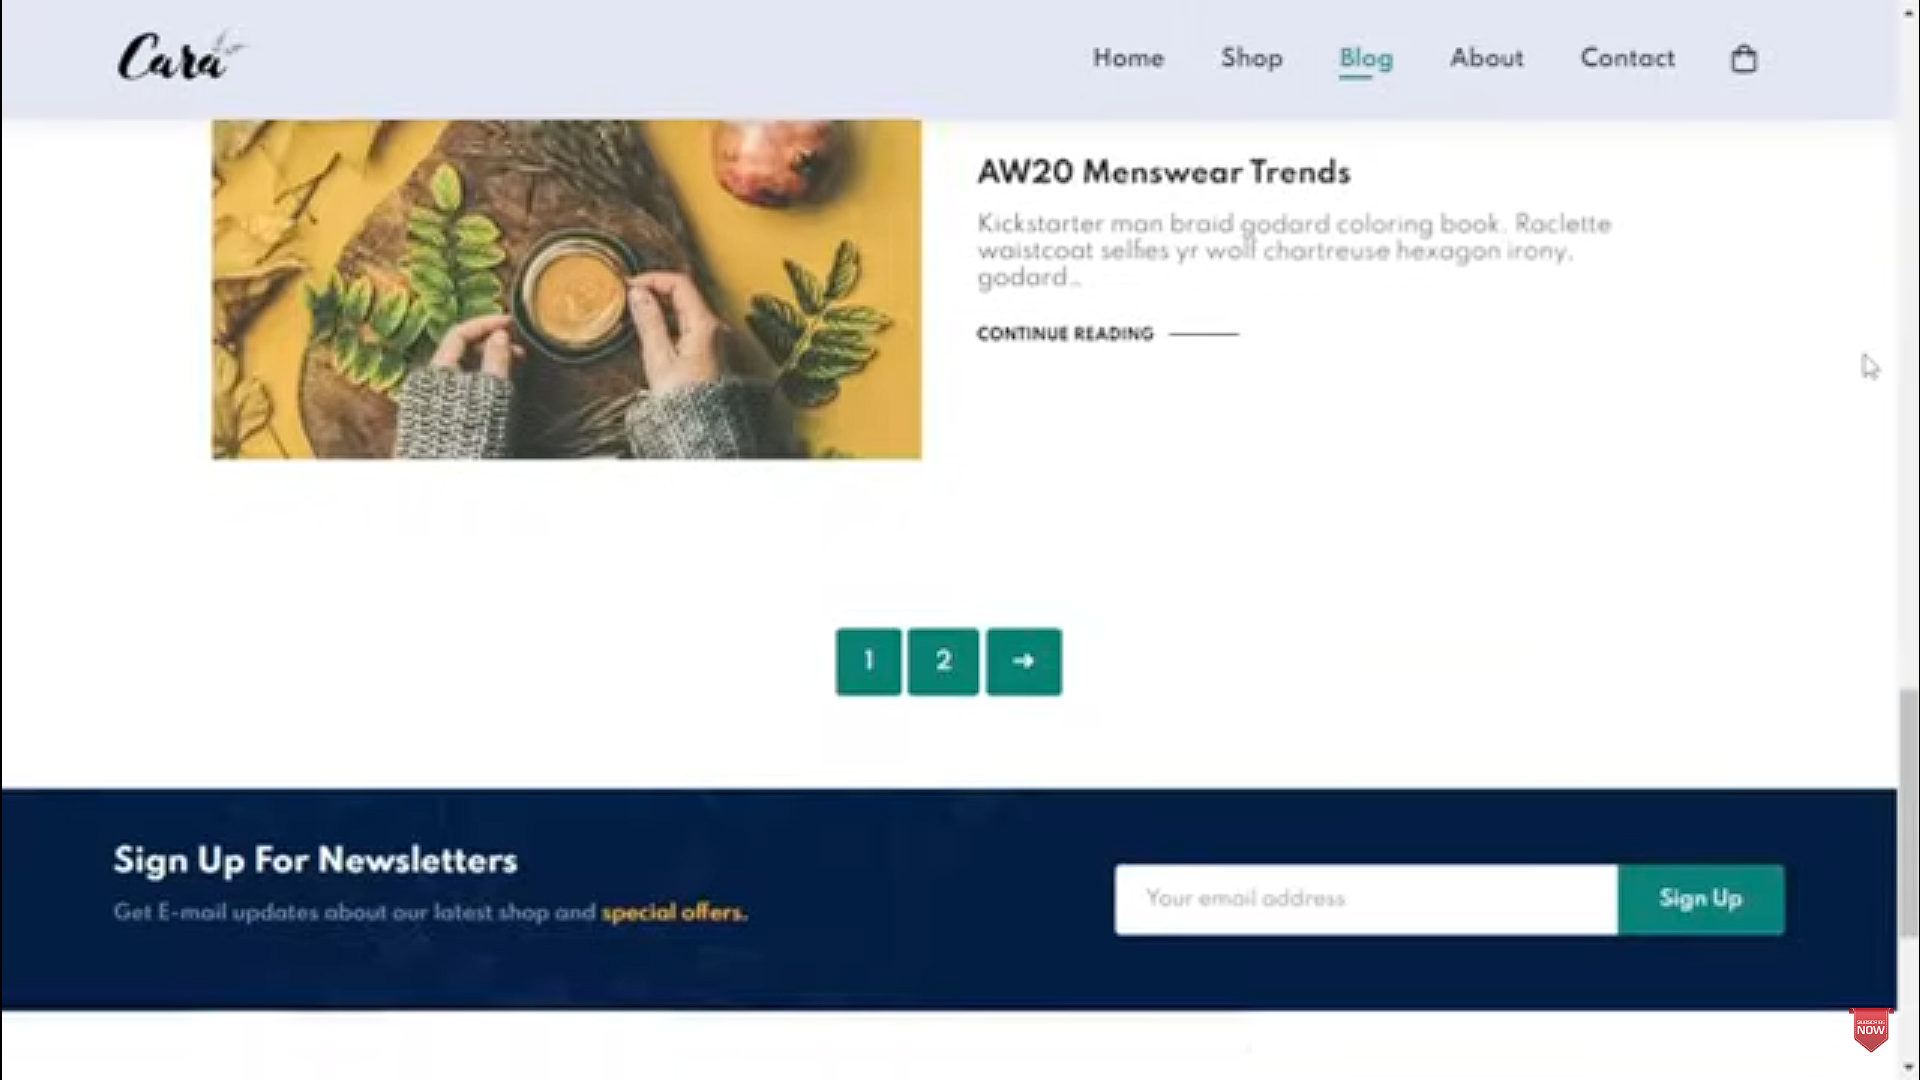 Cara
Home Shop Blog About Contact
AW20 Menswear Trends
Kickstarter man braid godard coloring book. Raclette
waistcoat selfies yr wolf chartreuse hexagon irony,
godard..
CONTINUE READING
1 2
Sign Up For Newsletters
Get E-mail updates about our latest shop and special offers.
Your email address
Sign Up
SUBSCRIBE
NOW